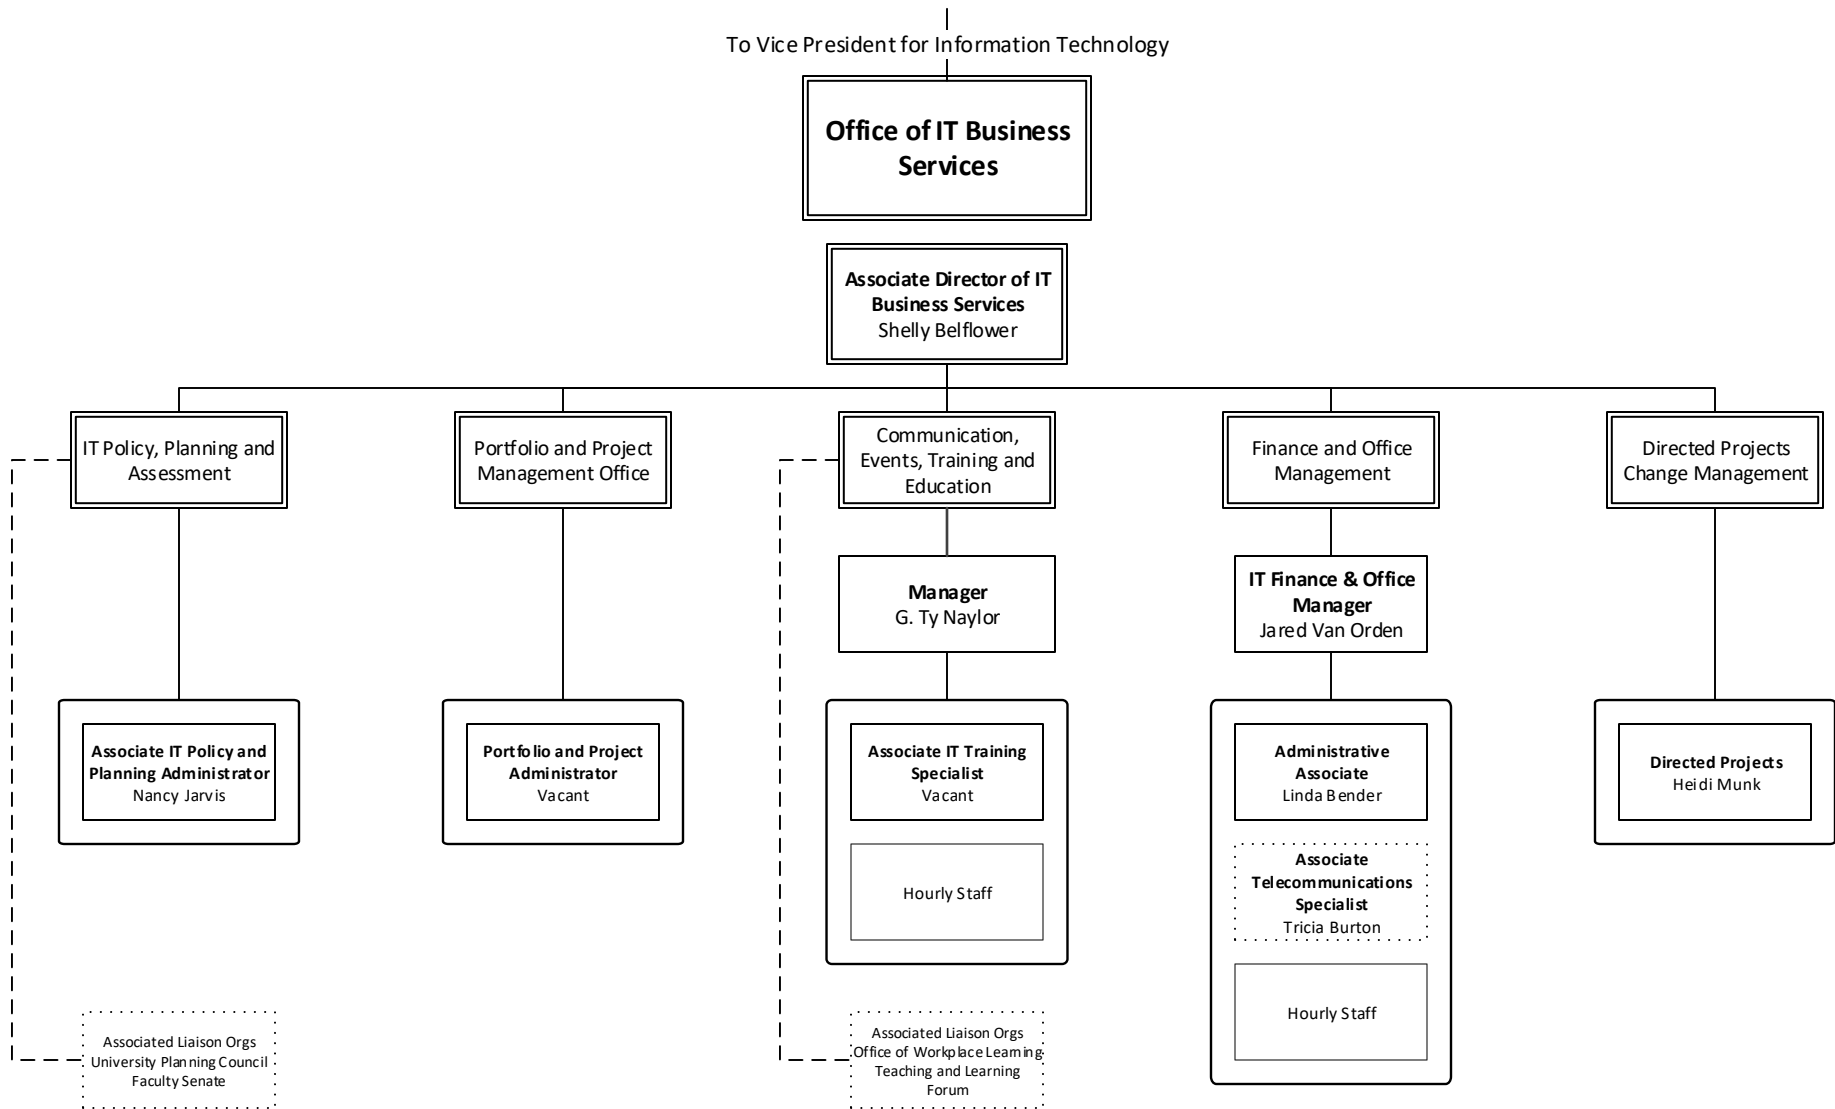 To Vice President for Information Technology
Office of IT Business
Services
Associate Director of IT
Business Services
Shelly Belflower
IT Policy, Planning and
Assessment
Portfolio and Project
Management Office
Communication,
Events, Training and
Education
Finance and Office
Management
Directed Projects
Change Management
Manager
G. Ty Naylor
IT Finance & Office
Manager
Jared Van Orden
Associate IT Policy and
Planning Administrator
Nancy Jarvis
Portfolio and Project
Administrator
Vacant
Associate IT Training
Specialist
Vacant
Administrative
Associate
Linda Bender
Directed Projects
Heidi Munk
Hourly Staff
Associate
Telecommunications
Specialist
Tricia Burton
Hourly Staff
Associated Liaison Orgs
University Planning Council
Faculty Senate
Associated Liaison Orgs
Office of Workplace Learning
Teaching and Learning
Forum